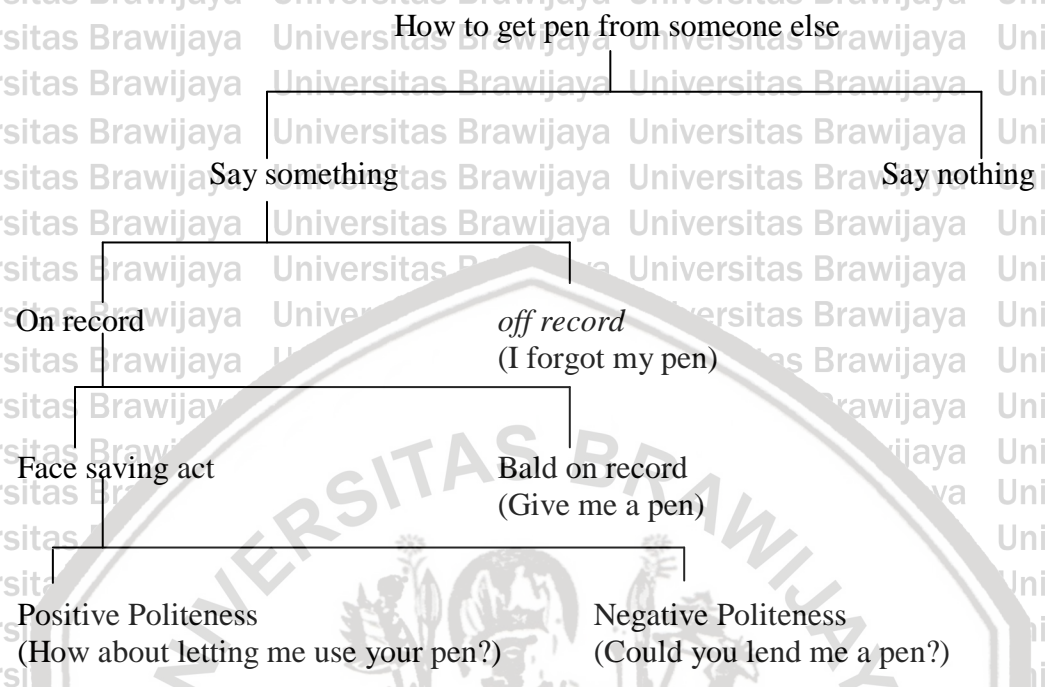 How to get pen from someone else
Say something Say nothing
On record off record
(I forgot my pen)
Face saving act Bald on record
(Give me a pen)
Positive Politeness Negative Politeness
(How about letting me use your pen?) (Could you lend me a pen?)